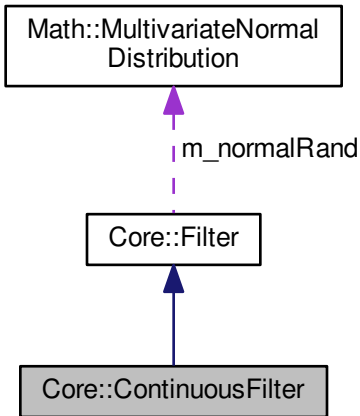 Math::MultivariateNormal
Distribution
m_normalRand
Core::Filter
Core::ContinuousFilter